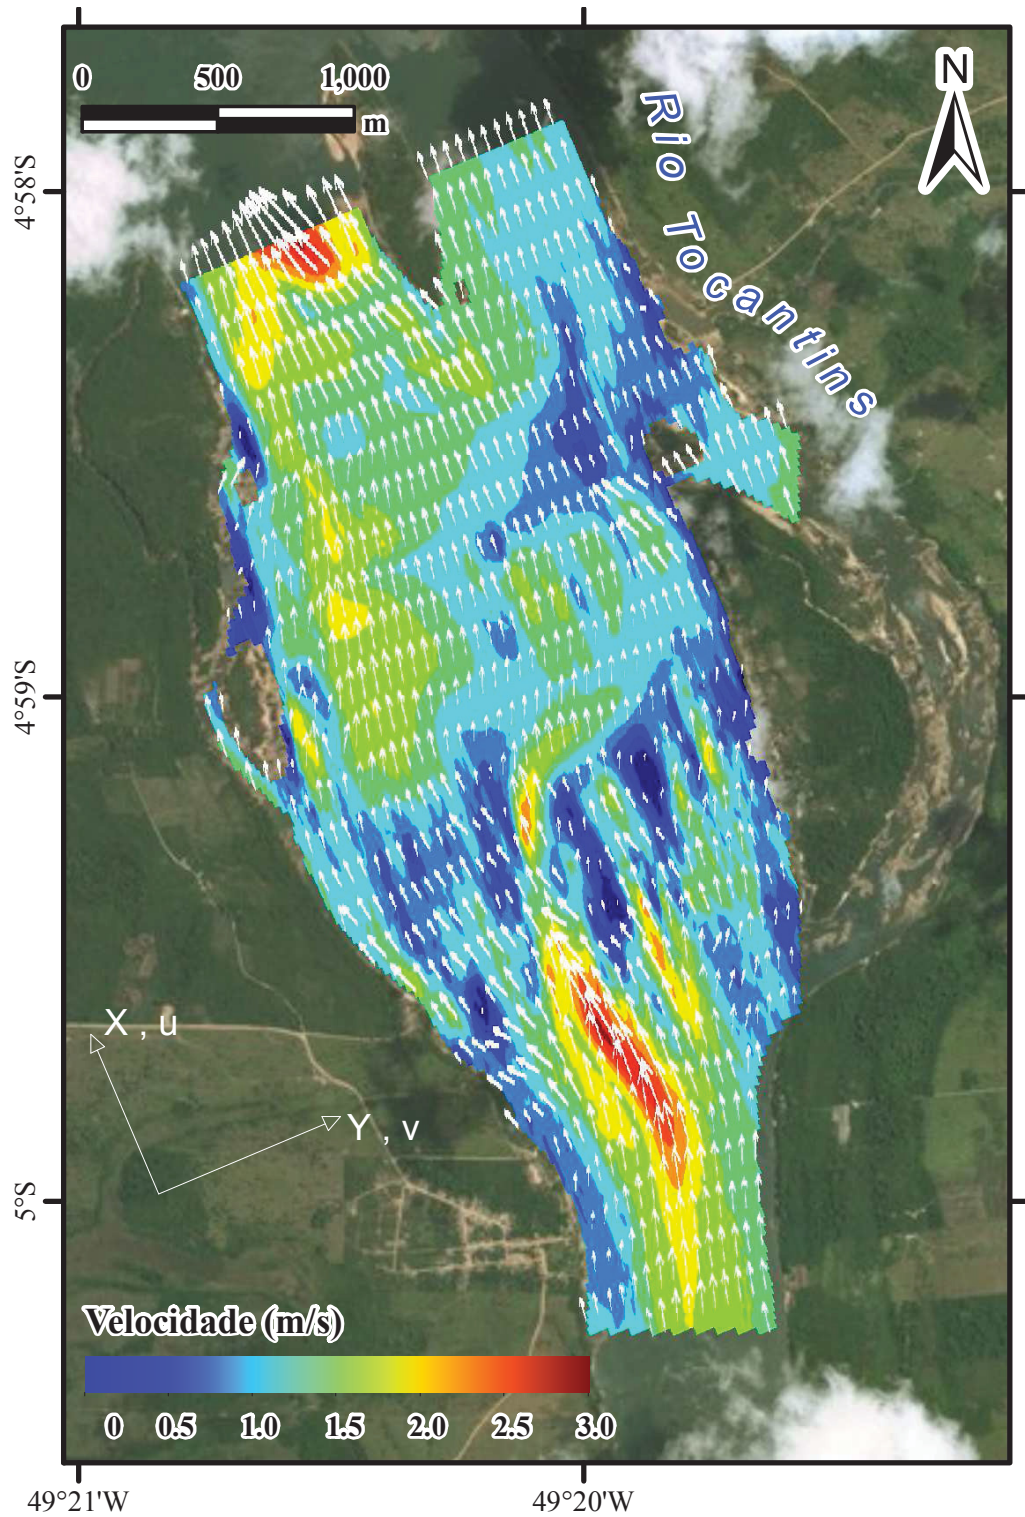 0 500 1,000
m
N
Rio Tocantins
4°58'S
4°59'S
5°S
X , u
Y , v
Velocidade (m/s)
0 0.5 1.0 1.5 2.0 2.5 3.0
49°21'W 49°20'W